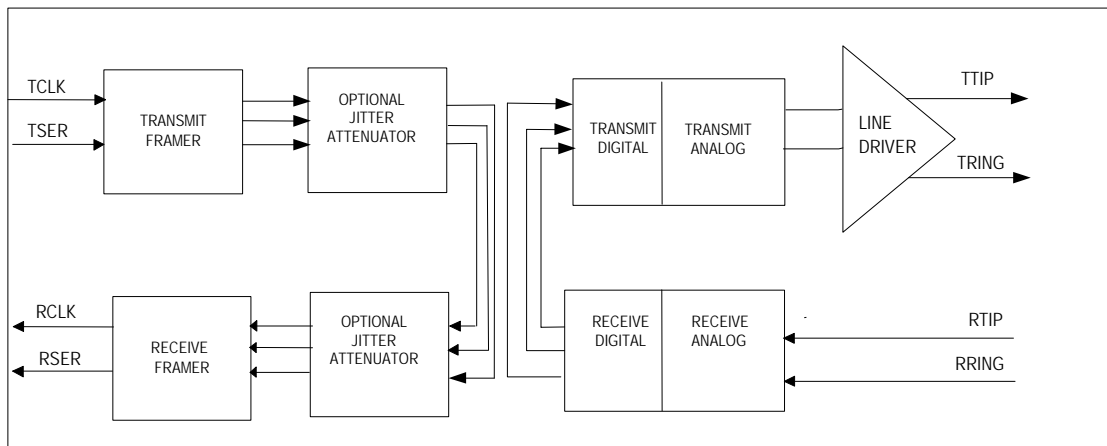 TCLK
TSER
TRANSMIT
FRAMER
OPTIONAL
JITTER
ATTENUATOR
TRANSMIT
DIGITAL
TRANSMIT
ANALOG
LINE
DRIVER
TTIP
TRING
RCLK
RSER
RECEIVE
FRAMER
OPTIONAL
JITTER
ATTENUATOR
RECEIVE
DIGITAL
RECEIVE
ANALOG
RTIP
RRING